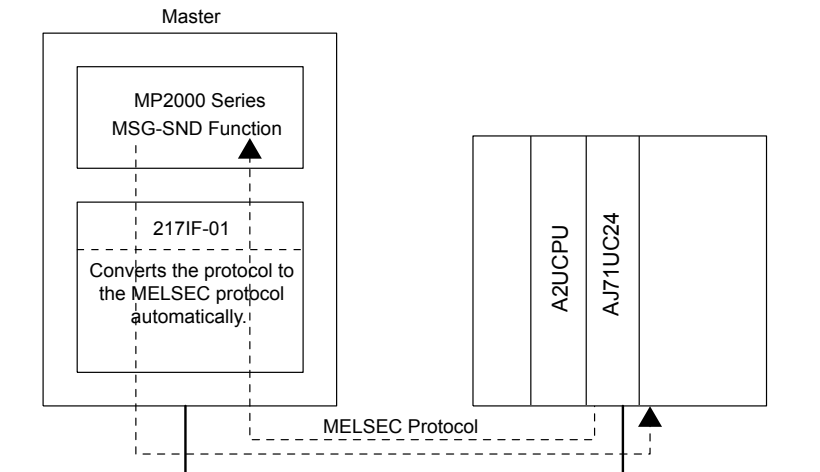 Master
MP2000 Series
MSG-SND Function
217IF-01
Converts the protocol to
the MELSEC protocol
automatically.
A2UCPU
AJ71UC24
MELSEC Protocol